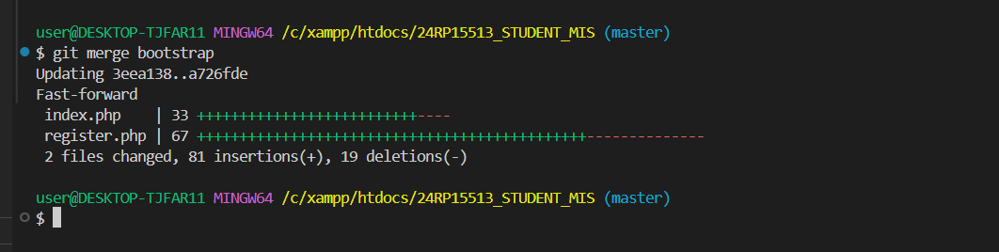 user@DESKTOP-TJFAR11 MINGW64 /c/xampp/htdocs/24RP15513_STUDENT_MIS (master)
$ git merge bootstrap
Updating 3eea138..a726fde
Fast-forward
 index.php    | 33 ++++++++++++++++++++++++++----
 register.php | 67 +++++++++++++++++++++++++++++++++++++++++++++--------------
 2 files changed, 81 insertions(+), 19 deletions(-)
user@DESKTOP-TJFAR11 MINGW64 /c/xampp/htdocs/24RP15513_STUDENT_MIS (master)
$